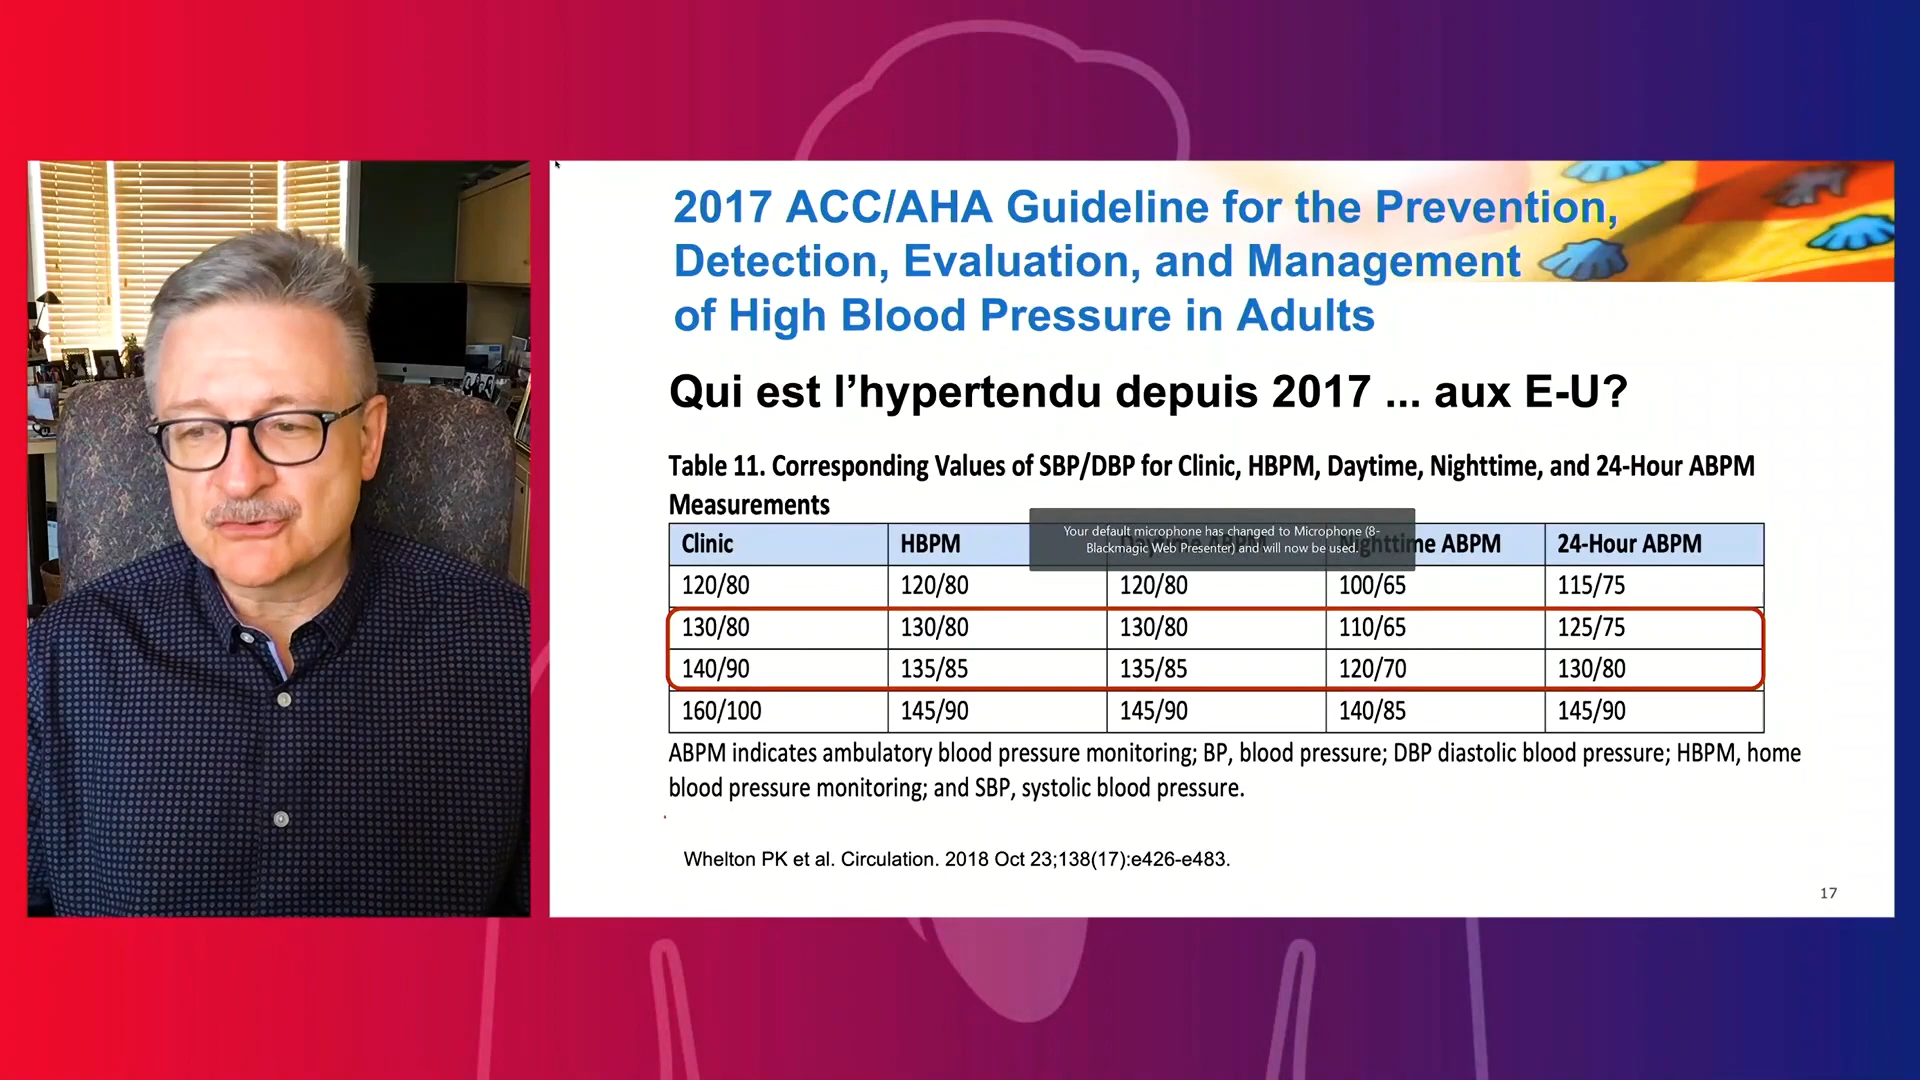 2017 ACC/AHA Guideline for the Prevention,
Detection, Evaluation, and Management
of High Blood Pressure in Adults
Qui est l’hypertendu depuis 2017 ... aux E-U?
Table 11. Corresponding Values of SBP/DBP for Clinic, HBPM, Daytime, Nighttime, and 24-Hour ABPM
Measurements
Your default microphone has changed to Microphone (8-
Blackmagic Web Presenter) and will now be used.
Clinic HBPM Daytime ABPM Nighttime ABPM 24-Hour ABPM
120/80 120/80 120/80 100/65 115/75
130/80 130/80 130/80 110/65 125/75
140/90 135/85 135/85 120/70 130/80
160/100 145/90 145/90 140/85 145/90
ABPM indicates ambulatory blood pressure monitoring; BP, blood pressure; DBP diastolic blood pressure; HBPM, home
blood pressure monitoring; and SBP, systolic blood pressure.
Whelton PK et al. Circulation. 2018 Oct 23;138(17):e426-e483.
17